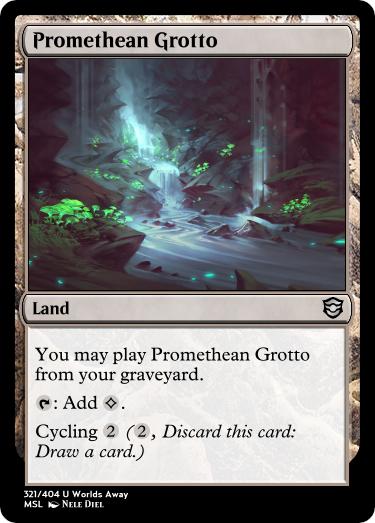 Promethean Grotto
Land
You may play Promethean Grotto
from your graveyard.
: Add .
Cycling 2 (2, Discard this card:
Draw a card.)
321/404 U Worlds Away
MSL Nele Diel